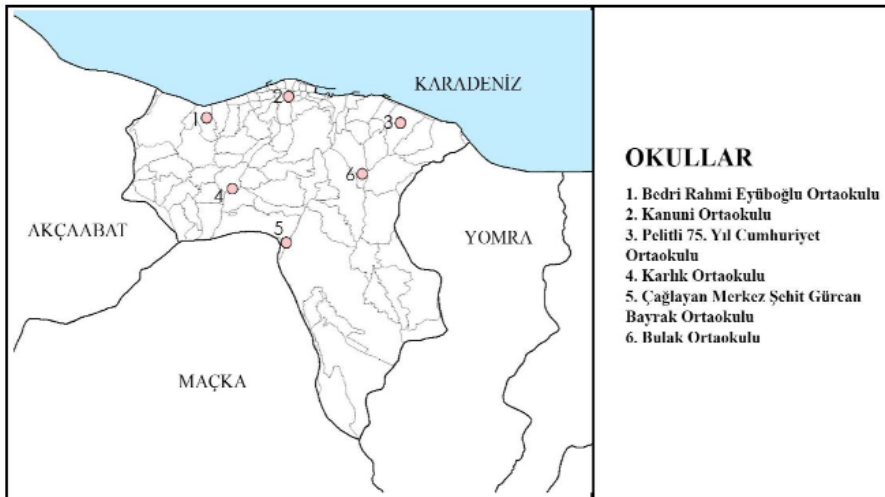 KARADENİZ
1
2
3
4
5
6
AKÇAABAT
YOMRA
MAÇKA
OKULLAR
1. Bedri Rahmi Eyüboğlu Ortaokulu
2. Kanuni Ortaokulu
3. Pelitli 75. Yıl Cumhuriyet
Ortaokulu
4. Karlık Ortaokulu
5. Çağlayan Merkez Şehit Gürcan
Bayrak Ortaokulu
6. Bulak Ortaokulu